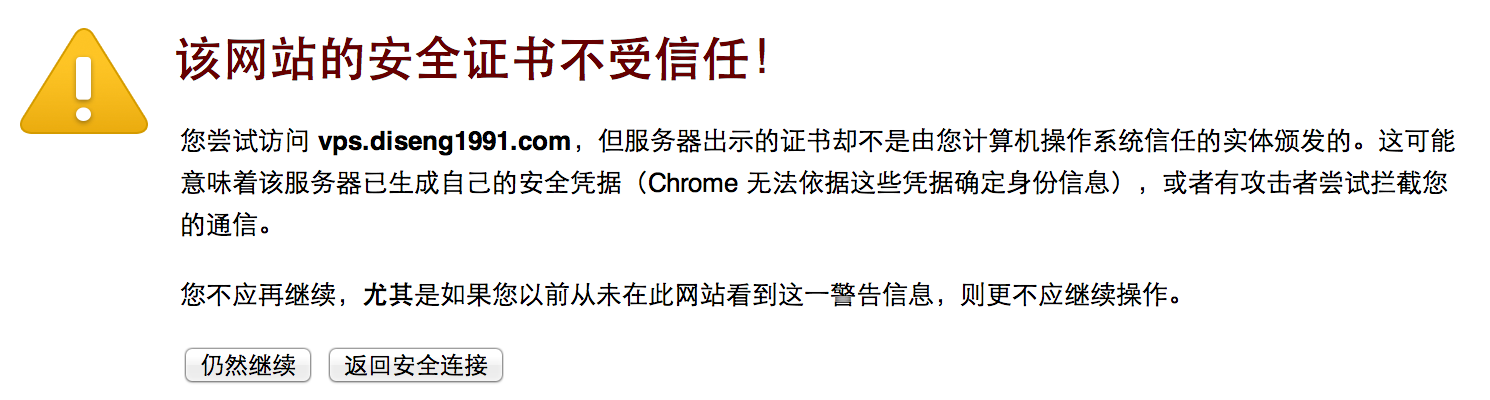 该网站的安全证书不受信任！
您尝试访问 vps.diseng1991.com，但服务器出示的证书却不是由您计算机操作系统信任的实体颁发的。这可能
意味着该服务器已生成自己的安全凭据（Chrome 无法依据这些凭据确定身份信息），或者有攻击者尝试拦截您
的通信。
您不应再继续，尤其是如果您以前从未在此网站看到这一警告信息，则更不应继续操作。
仍然继续 返回安全连接